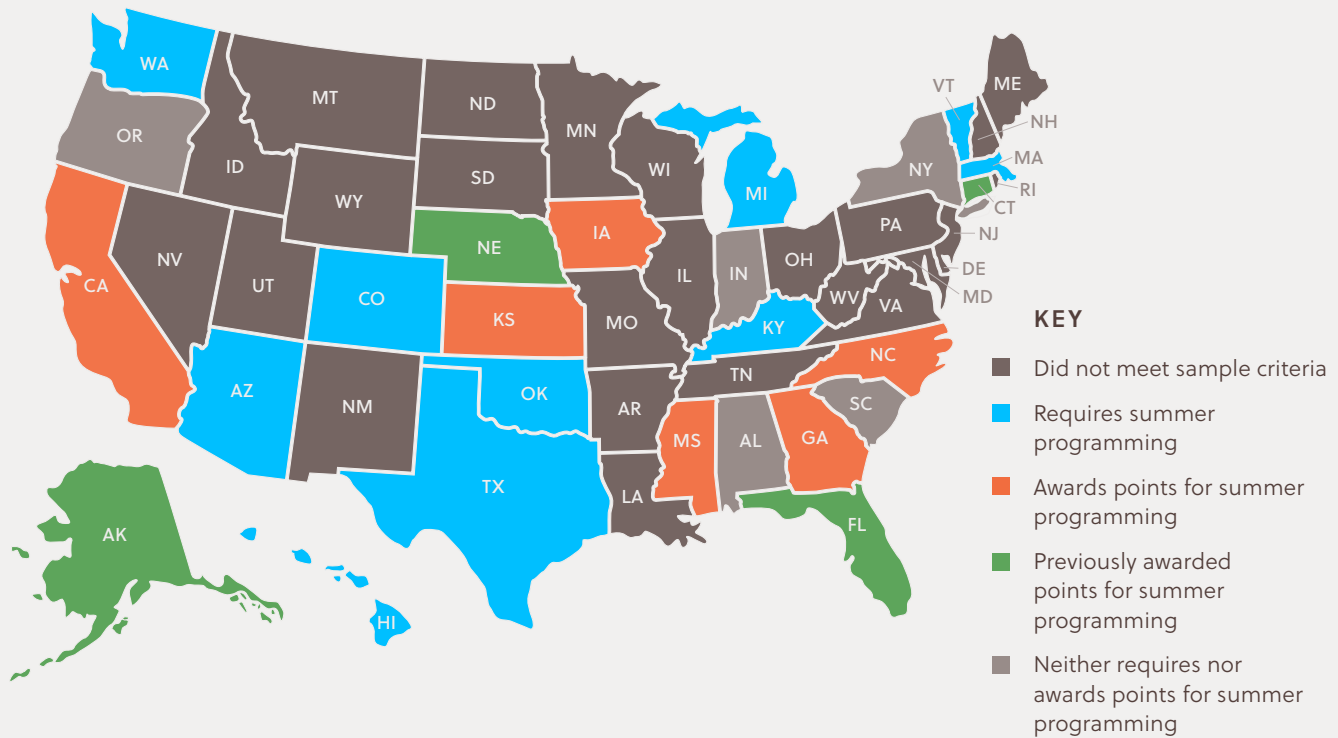 WA
OR
CA
NV
ID
MT
WY
UT
AZ
CO
NM
ND
SD
NE
KS
OK
TX
MN
IA
MO
AR
LA
WI
IL
MI
IN
OH
KY
TN
MS
AL
GA
FL
SC
NC
VA
WV
PA
NY
VT
ME
NH
MA
RI
CT
NJ
DE
MD
AK
HI
KEY
Did not meet sample criteria
Requires summer
programming
Awards points for summer
programming
Previously awarded
points for summer
programming
Neither requires nor
awards points for summer
programming